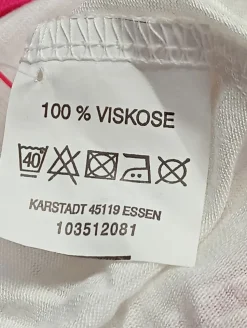 100 % VISKOSE
40
KARSTADT 45119 ESSEN
103512081